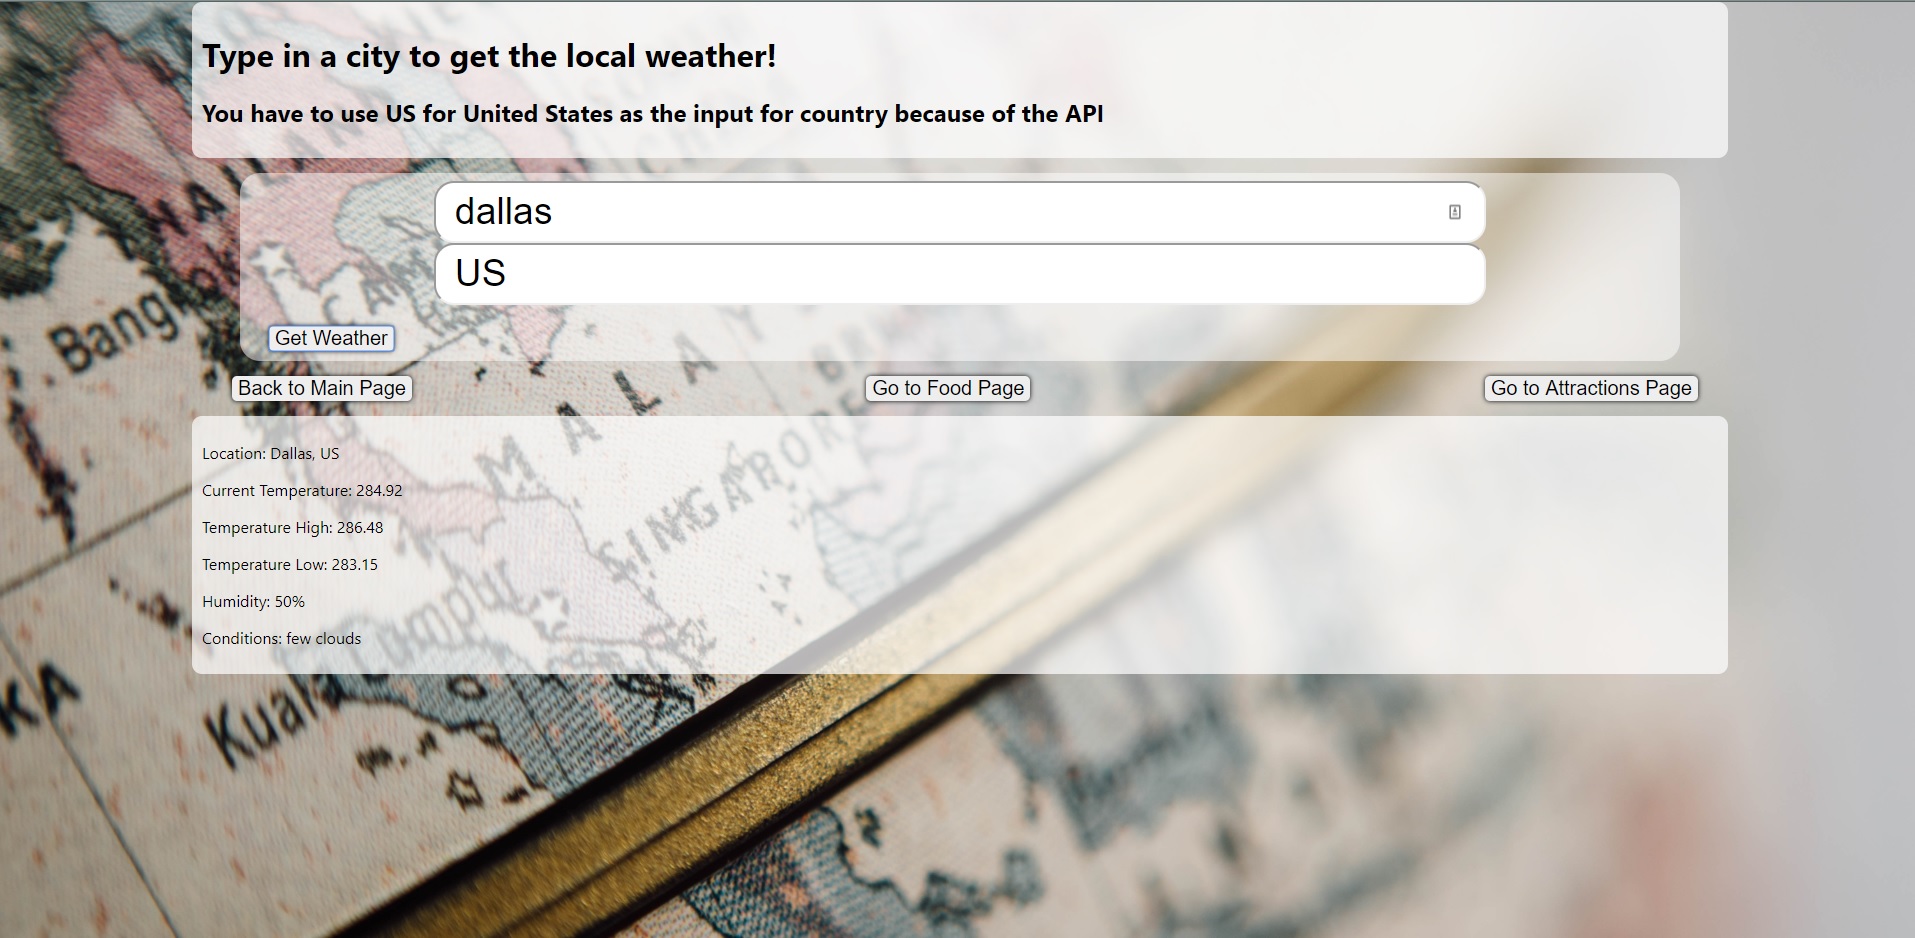 Type in a city to get the local weather!
You have to use US for United States as the input for country because of the API
dallas
US
Get Weather
Back to Main Page
Go to Food Page
Go to Attractions Page
Location: Dallas, US
Current Temperature: 284.92
Temperature High: 286.48
Temperature Low: 283.15
Humidity: 50%
Conditions: few clouds
MALAY
SINGAPORE
Kuala Lumpur
KA